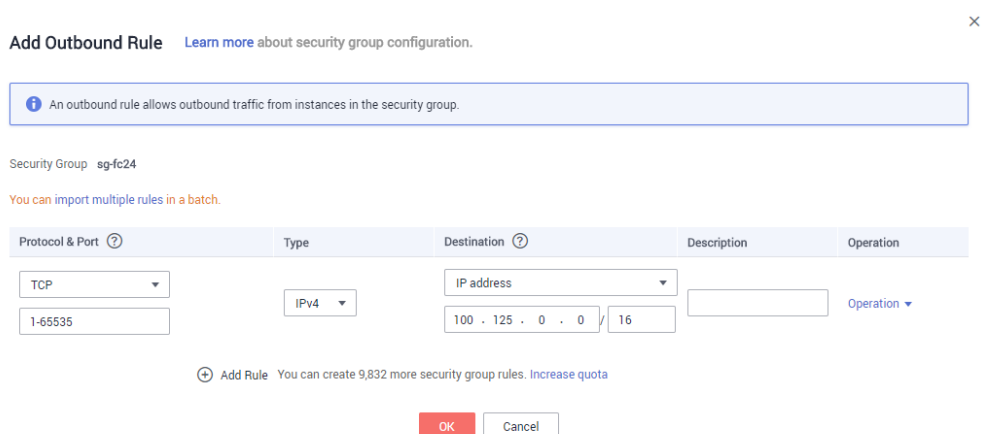 Add Outbound Rule Learn more about security group configuration.
An outbound rule allows outbound traffic from instances in the security group.
Security Group sg-fc24
You can import multiple rules in a batch.
Protocol & Port Type Destination Description Operation
TCP IP address
IPv4 Operation
1-65535 100 . 125 . 0 . 0 / 16
Add Rule You can create 9,832 more security group rules. Increase quota
OK Cancel